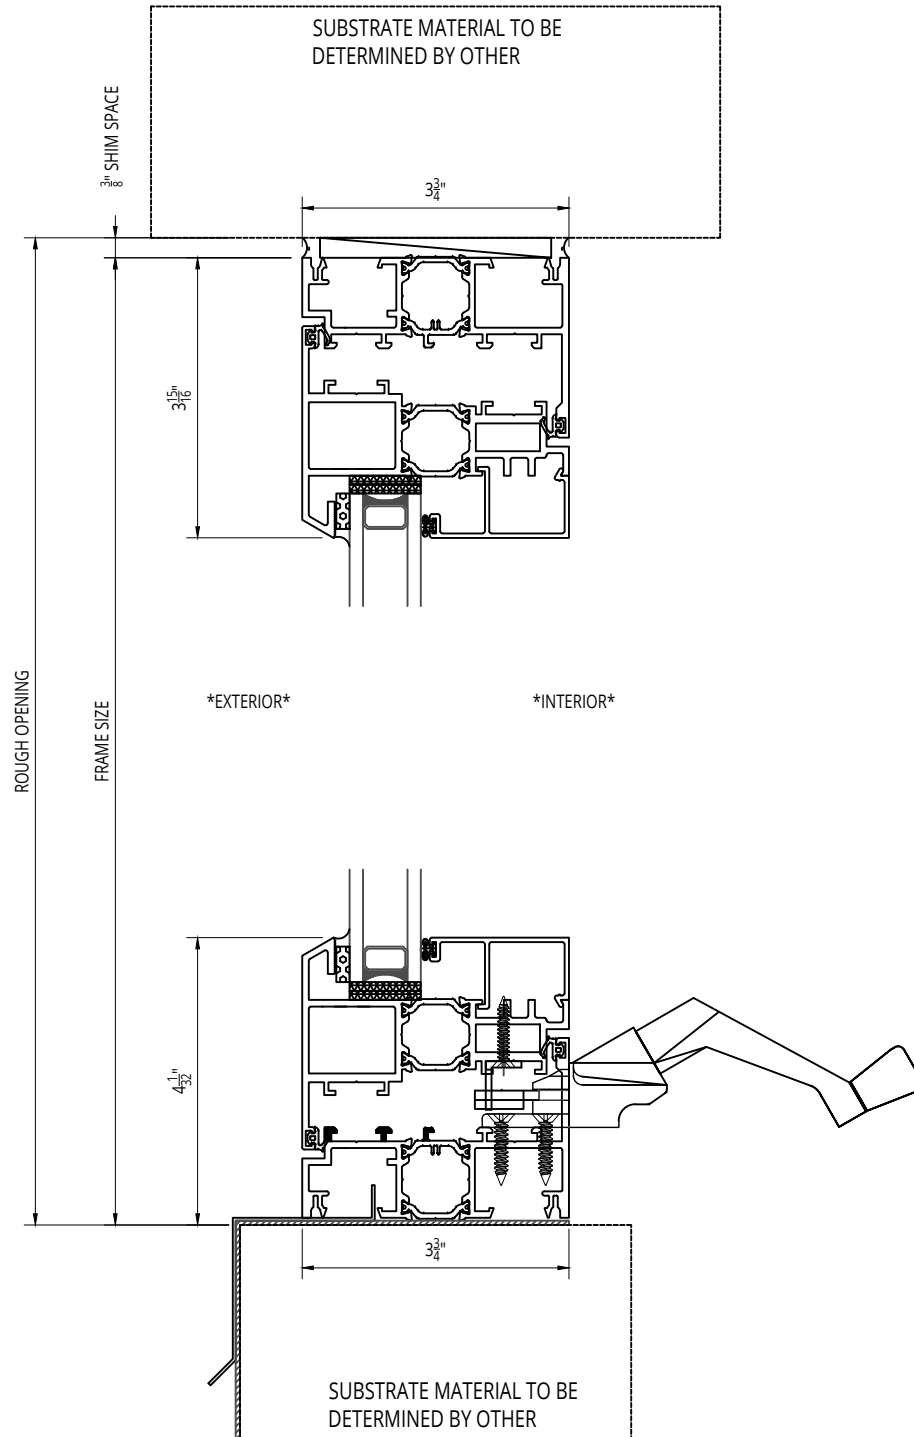 SUBSTRATE MATERIAL TO BE
DETERMINED BY OTHER
3/8" SHIM SPACE
3 3/4"
3 15/16"
ROUGH OPENING
FRAME SIZE
*EXTERIOR*
*INTERIOR*
4 1/32"
3 3/4"
SUBSTRATE MATERIAL TO BE
DETERMINED BY OTHER